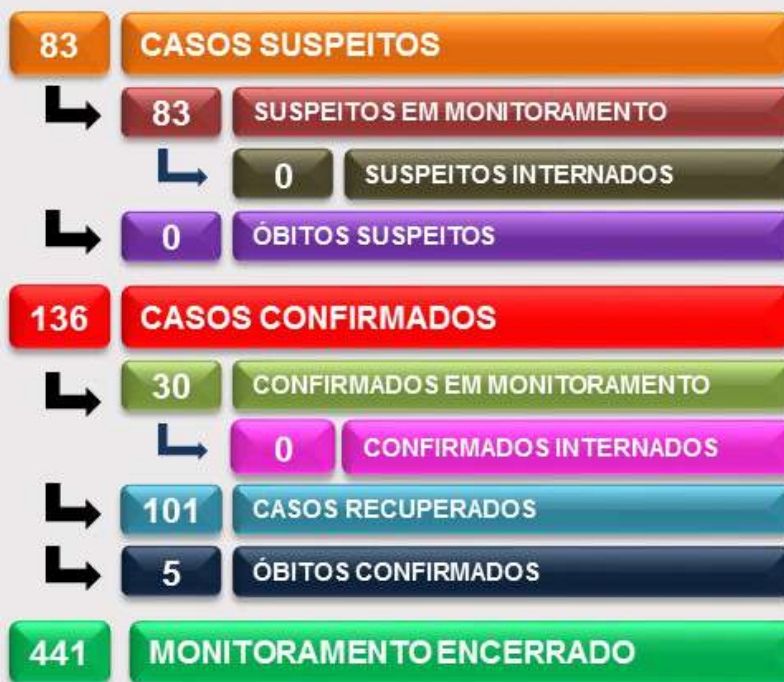 83 CASOS SUSPEITOS
83 SUSPEITOS EM MONITORAMENTO
0 SUSPEITOS INTERNADOS
0 ÓBITOS SUSPEITOS
136 CASOS CONFIRMADOS
30 CONFIRMADOS EM MONITORAMENTO
0 CONFIRMADOS INTERNADOS
101 CASOS RECUPERADOS
5 ÓBITOS CONFIRMADOS
441 MONITORAMENTO ENCERRADO